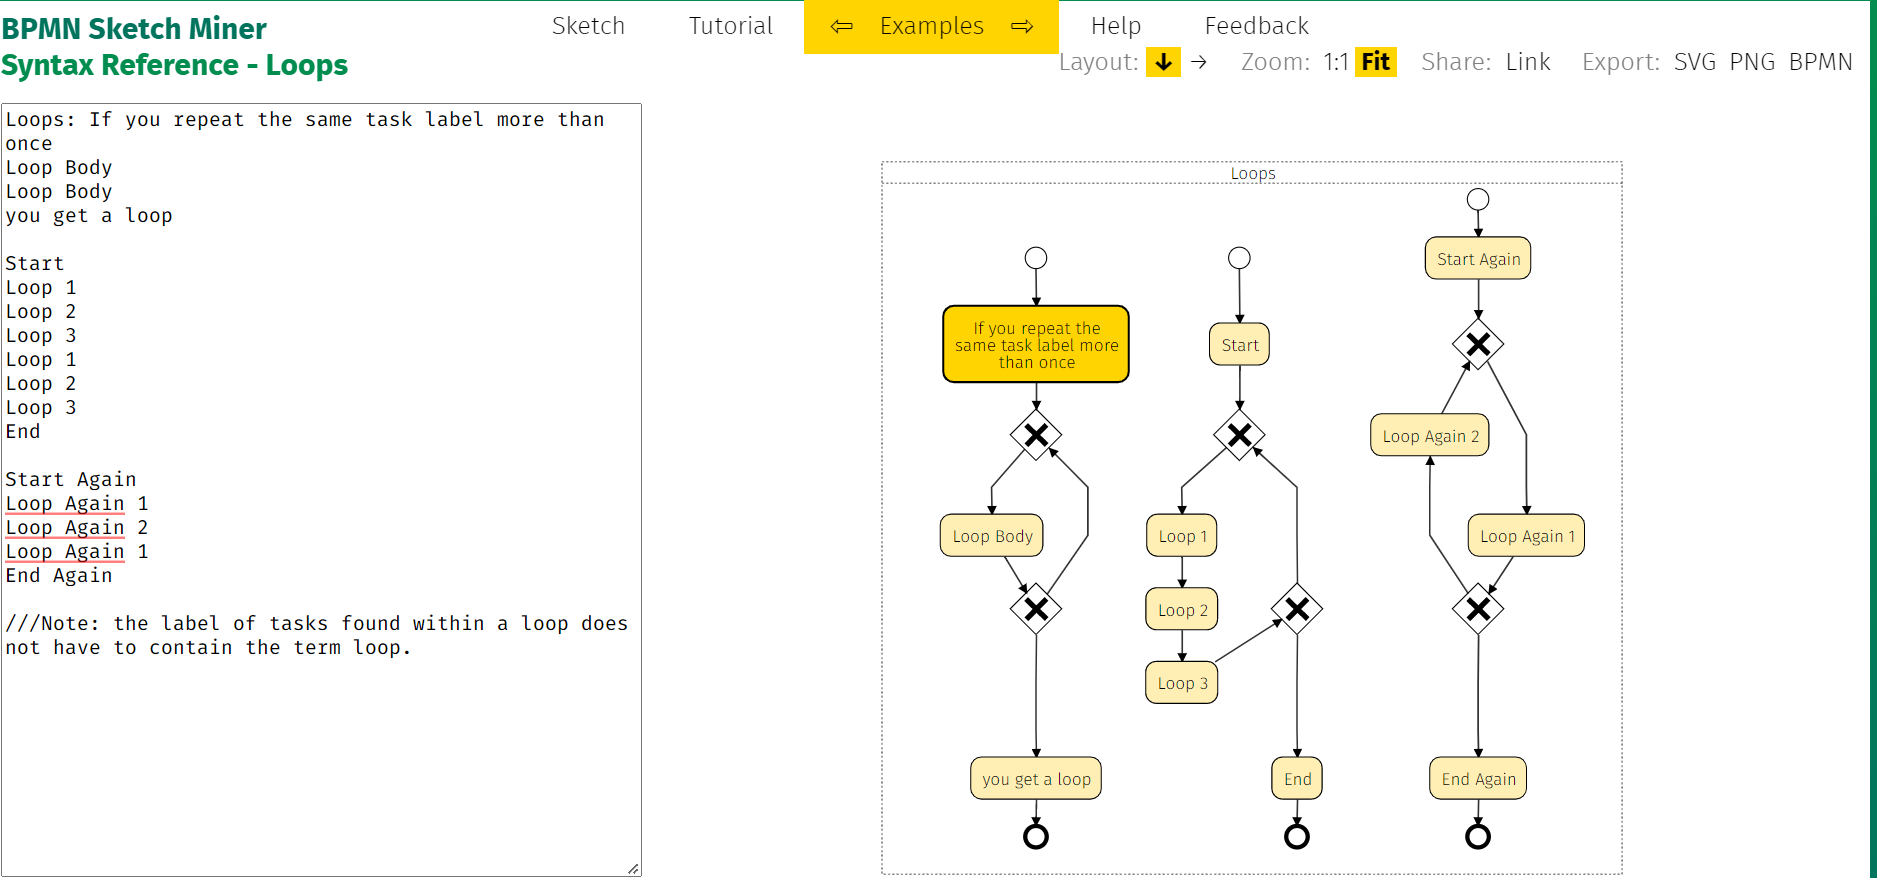 BPMN Sketch Miner
Syntax Reference - Loops
Sketch Tutorial ⇦ Examples ⇨ Help Feedback
Layout: ↓ → Zoom: 1:1 Fit Share: Link Export: SVG PNG BPMN
Loops: If you repeat the same task label more than
once
Loop Body
Loop Body
you get a loop
Start
Loop 1
Loop 2
Loop 3
Loop 1
Loop 2
Loop 3
End
Start Again
Loop Again 1
Loop Again 2
Loop Again 1
End Again
///Note: the label of tasks found within a loop does
not have to contain the term loop.
Loops
If you repeat the
same task label more
than once
Loop Body
you get a loop
Start
Loop 1
Loop 2
Loop 3
End
Start Again
Loop Again 2
Loop Again 1
End Again